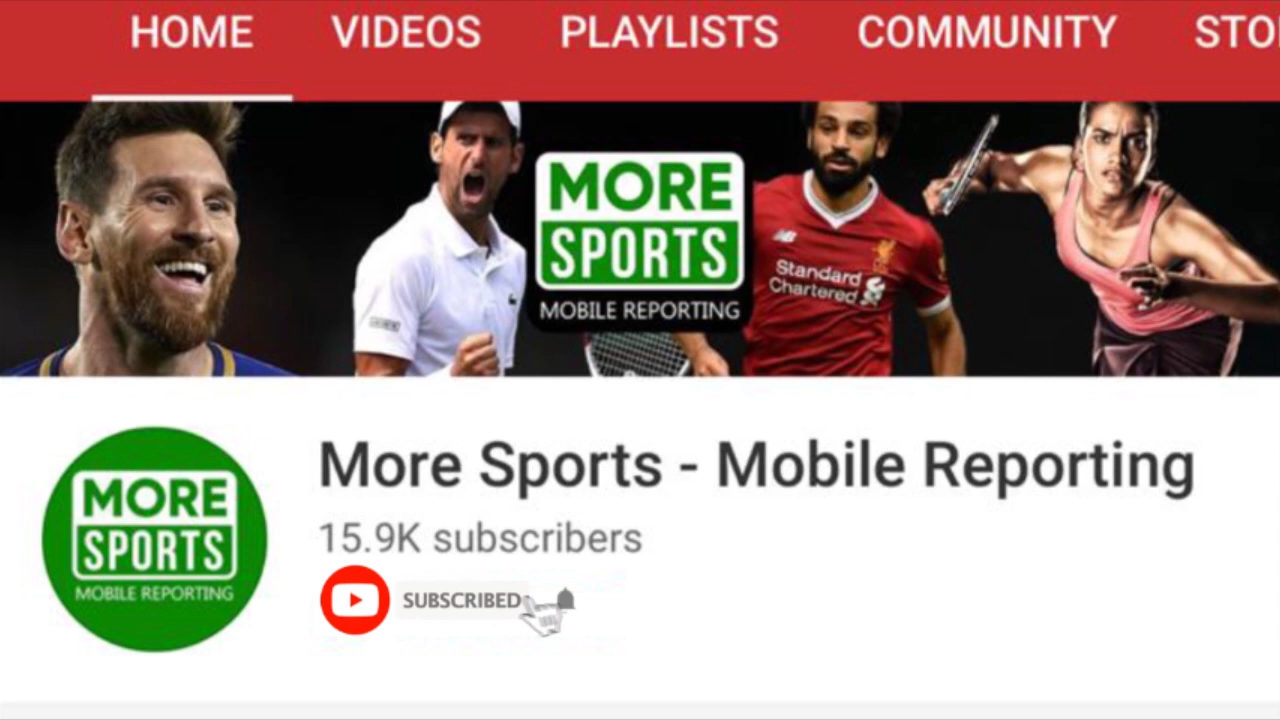 HOME VIDEOS PLAYLISTS COMMUNITY STO
MORE
SPORTS
MOBILE REPORTING
NB
Standard
Chartered
More Sports - Mobile Reporting
15.9K subscribers
MORE
SPORTS
MOBILE REPORTING
SUBSCRIBED